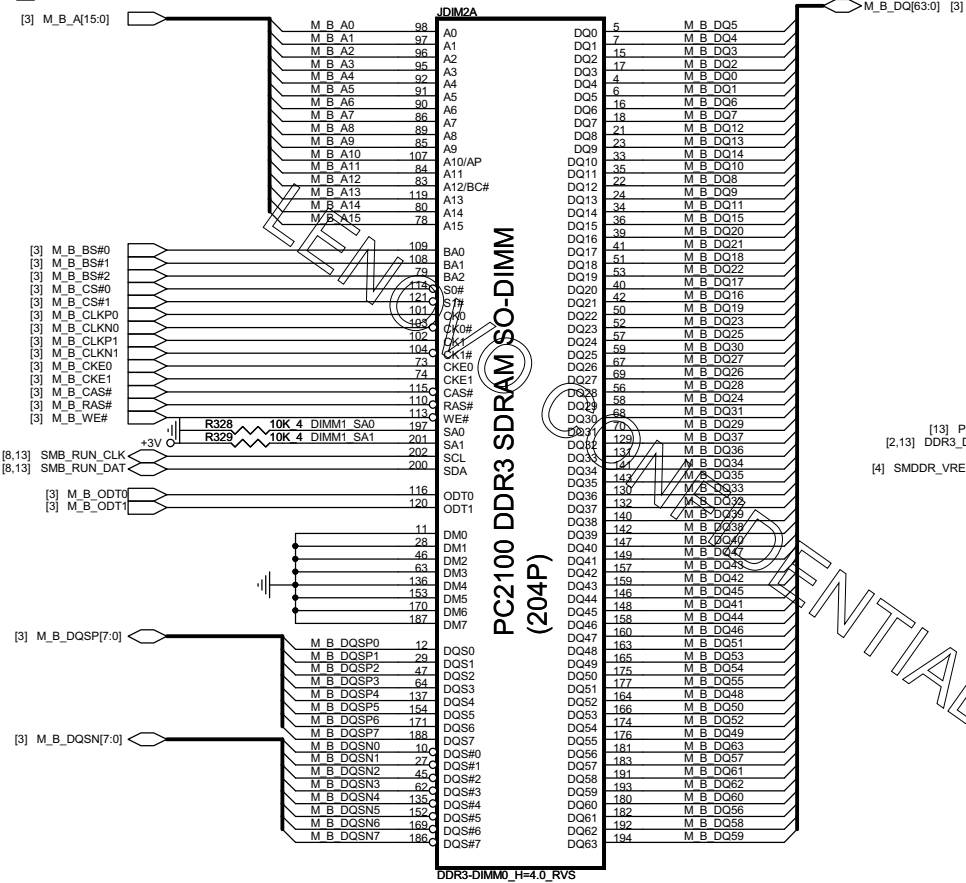 [3] M_B_A[15:0]
JDIM2A
M_B_DQ[63:0] [3]
M_B_A0 98 A0
M_B_A1 97 A1
M_B_A2 96 A2
M_B_A3 95 A3
M_B_A4 92 A4
M_B_A5 91 A5
M_B_A6 90 A6
M_B_A7 86 A7
M_B_A8 89 A8
M_B_A9 85 A9
M_B_A10 107 A10/AP
M_B_A11 84 A11
M_B_A12 83 A12/BC#
M_B_A13 119 A13
M_B_A14 80 A14
M_B_A15 78 A15
[3] M_B_BS#0 109 BA0
[3] M_B_BS#1 108 BA1
[3] M_B_BS#2 79 BA2
[3] M_B_CS#0 114 S0#
[3] M_B_CS#1 121 S1#
[3] M_B_CLKP0 101 CK0
[3] M_B_CLKN0 103 CK0#
[3] M_B_CLKP1 102 CK1
[3] M_B_CLKN1 104 CK1#
[3] M_B_CKE0 73 CKE0
[3] M_B_CKE1 74 CKE1
[3] M_B_CAS# 115 CAS#
[3] M_B_RAS# 110 RAS#
[3] M_B_WE# 113 WE#
R328 10K_4 DIMM1_SA0 197 SA0
+3V R329 10K_4 DIMM1_SA1 201 SA1
[8,13] SMB_RUN_CLK 202 SCL
[8,13] SMB_RUN_DAT 200 SDA
[3] M_B_ODT0 116 ODT0
[3] M_B_ODT1 120 ODT1
11 DM0
28 DM1
46 DM2
63 DM3
136 DM4
153 DM5
170 DM6
187 DM7
[3] M_B_DQSP[7:0]
M_B_DQSP0 12 DQS0
M_B_DQSP1 29 DQS1
M_B_DQSP2 47 DQS2
M_B_DQSP3 64 DQS3
M_B_DQSP4 137 DQS4
M_B_DQSP5 154 DQS5
M_B_DQSP6 171 DQS6
M_B_DQSP7 188 DQS7
[3] M_B_DQSN[7:0]
M_B_DQSN0 10 DQS#0
M_B_DQSN1 27 DQS#1
M_B_DQSN2 45 DQS#2
M_B_DQSN3 62 DQS#3
M_B_DQSN4 135 DQS#4
M_B_DQSN5 152 DQS#5
M_B_DQSN6 169 DQS#6
M_B_DQSN7 186 DQS#7
PC2100 DDR3 SDRAM SO-DIMM
(204P)
DQ0 5 M_B_DQ5
DQ1 7 M_B_DQ4
DQ2 15 M_B_DQ3
DQ3 17 M_B_DQ2
DQ4 4 M_B_DQ0
DQ5 6 M_B_DQ1
DQ6 16 M_B_DQ6
DQ7 18 M_B_DQ7
DQ8 21 M_B_DQ12
DQ9 23 M_B_DQ13
DQ10 33 M_B_DQ14
DQ11 35 M_B_DQ10
DQ12 22 M_B_DQ8
DQ13 24 M_B_DQ9
DQ14 34 M_B_DQ11
DQ15 36 M_B_DQ15
DQ16 39 M_B_DQ20
DQ17 41 M_B_DQ21
DQ18 51 M_B_DQ18
DQ19 53 M_B_DQ22
DQ20 40 M_B_DQ17
DQ21 42 M_B_DQ16
DQ22 50 M_B_DQ19
DQ23 52 M_B_DQ23
DQ24 57 M_B_DQ25
DQ25 59 M_B_DQ30
DQ26 67 M_B_DQ27
DQ27 69 M_B_DQ26
DQ28 56 M_B_DQ28
DQ29 58 M_B_DQ24
DQ30 68 M_B_DQ31
DQ31 70 M_B_DQ29
DQ32 129 M_B_DQ37
DQ33 131 M_B_DQ36
DQ34 141 M_B_DQ34
DQ35 143 M_B_DQ35
DQ36 130 M_B_DQ33
DQ37 132 M_B_DQ32
DQ38 140 M_B_DQ39
DQ39 142 M_B_DQ38
DQ40 147 M_B_DQ40
DQ41 149 M_B_DQ47
DQ42 157 M_B_DQ43
DQ43 159 M_B_DQ42
DQ44 146 M_B_DQ45
DQ45 148 M_B_DQ41
DQ46 158 M_B_DQ44
DQ47 160 M_B_DQ46
DQ48 163 M_B_DQ51
DQ49 165 M_B_DQ53
DQ50 175 M_B_DQ54
DQ51 177 M_B_DQ55
DQ52 164 M_B_DQ48
DQ53 166 M_B_DQ50
DQ54 174 M_B_DQ52
DQ55 176 M_B_DQ49
DQ56 181 M_B_DQ63
DQ57 183 M_B_DQ57
DQ58 191 M_B_DQ61
DQ59 193 M_B_DQ62
DQ60 180 M_B_DQ60
DQ61 182 M_B_DQ56
DQ62 192 M_B_DQ58
DQ63 194 M_B_DQ59
DDR3-DIMM0_H=4.0_RVS
[13] P
[2,13] DDR3_D
[4] SMDDR_VRE
LENOVO CONFIDENTIAL